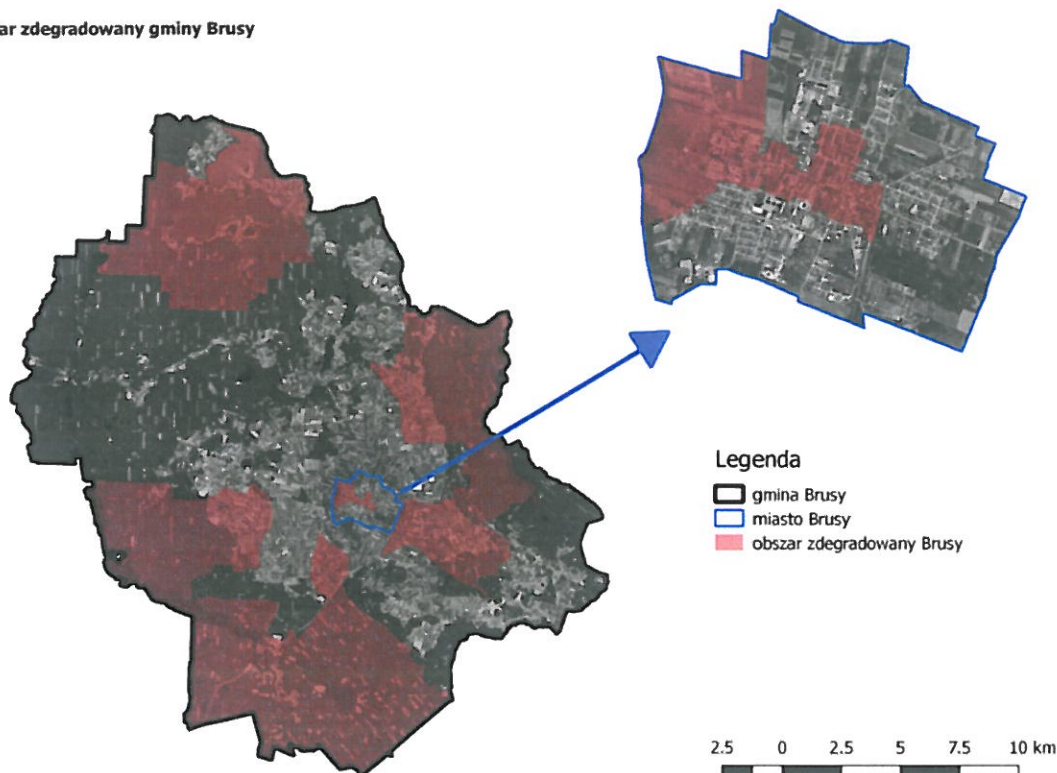 zdegradowany gminy Brusy
Legenda
gmina Brusy
miasto Brusy
obszar zdegradowany Brusy
2.5 0 2.5 5 7.5 10 km